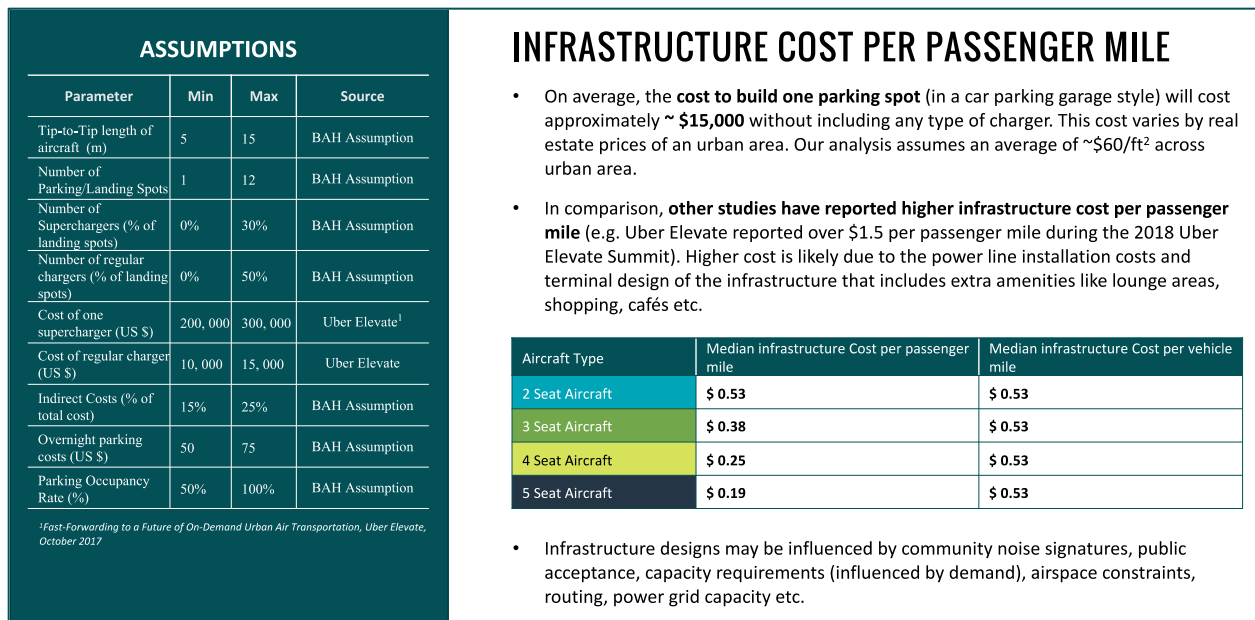 ASSUMPTIONS
Parameter Min Max Source
Tip-to-Tip length of
aircraft (m) 5 15 BAH Assumption
Number of
Parking/Landing Spots 1 12 BAH Assumption
Number of
Superchargers (% of
landing spots) 0% 30% BAH Assumption
Number of regular
chargers (% of landing
spots) 0% 50% BAH Assumption
Cost of one
supercharger (US $) 200, 000 300, 000 Uber Elevate¹
Cost of regular charger
(US $) 10, 000 15, 000 Uber Elevate
Indirect Costs (% of
total cost) 15% 25% BAH Assumption
Overnight parking
costs (US $) 50 75 BAH Assumption
Parking Occupancy
Rate (%) 50% 100% BAH Assumption
¹Fast-Forwarding to a Future of On-Demand Urban Air Transportation, Uber Elevate,
October 2017
INFRASTRUCTURE COST PER PASSENGER MILE
• On average, the cost to build one parking spot (in a car parking garage style) will cost
approximately ~ $15,000 without including any type of charger. This cost varies by real
estate prices of an urban area. Our analysis assumes an average of ~$60/ft² across
urban area.
• In comparison, other studies have reported higher infrastructure cost per passenger
mile (e.g. Uber Elevate reported over $1.5 per passenger mile during the 2018 Uber
Elevate Summit). Higher cost is likely due to the power line installation costs and
terminal design of the infrastructure that includes extra amenities like lounge areas,
shopping, cafés etc.
Aircraft Type Median infrastructure Cost per passenger
mile Median infrastructure Cost per vehicle
mile
2 Seat Aircraft $ 0.53 $ 0.53
3 Seat Aircraft $ 0.38 $ 0.53
4 Seat Aircraft $ 0.25 $ 0.53
5 Seat Aircraft $ 0.19 $ 0.53
• Infrastructure designs may be influenced by community noise signatures, public
acceptance, capacity requirements (influenced by demand), airspace constraints,
routing, power grid capacity etc.